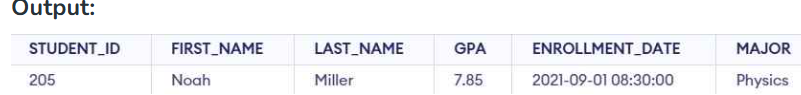 Output:
STUDENT_ID FIRST_NAME LAST_NAME GPA ENROLLMENT_DATE MAJOR
205 Noah Miller 7.85 2021-09-01 08:30:00 Physics